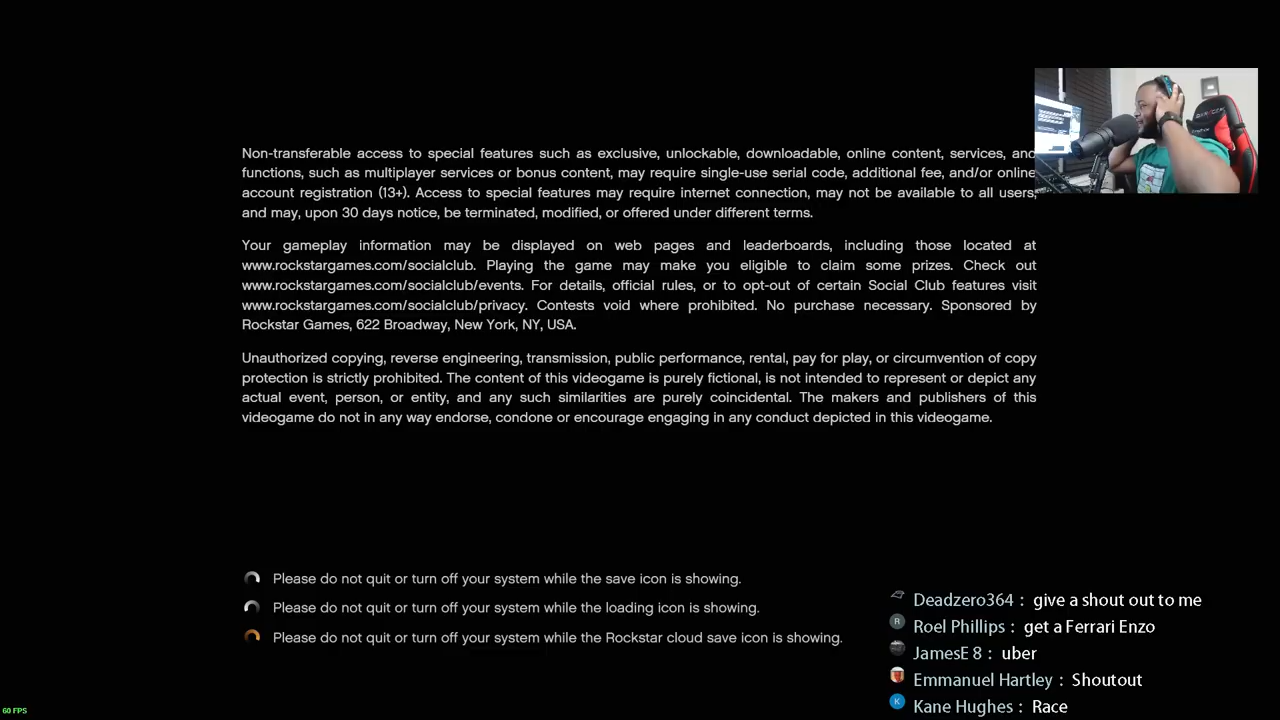 Non-transferable access to special features such as exclusive, unlockable, downloadable, online content, services, and
functions, such as multiplayer services or bonus content, may require single-use serial code, additional fee, and/or online
account registration (13+). Access to special features may require internet connection, may not be available to all users,
and may, upon 30 days notice, be terminated, modified, or offered under different terms.
Your gameplay information may be displayed on web pages and leaderboards, including those located at
www.rockstargames.com/socialclub. Playing the game may make you eligible to claim some prizes. Check out
www.rockstargames.com/socialclub/events. For details, official rules, or to opt-out of certain Social Club features visit
www.rockstargames.com/socialclub/privacy. Contests void where prohibited. No purchase necessary. Sponsored by
Rockstar Games, 622 Broadway, New York, NY, USA.
Unauthorized copying, reverse engineering, transmission, public performance, rental, pay for play, or circumvention of copy
protection is strictly prohibited. The content of this videogame is purely fictional, is not intended to represent or depict any
actual event, person, or entity, and any such similarities are purely coincidental. The makers and publishers of this
videogame do not in any way endorse, condone or encourage engaging in any conduct depicted in this videogame.
Please do not quit or turn off your system while the save icon is showing.
Please do not quit or turn off your system while the loading icon is showing.
Please do not quit or turn off your system while the Rockstar cloud save icon is showing.
Deadzero364 : give a shout out to me
R Roel Phillips : get a Ferrari Enzo
JamesE 8 : uber
Emmanuel Hartley : Shoutout
K Kane Hughes : Race
60 FPS